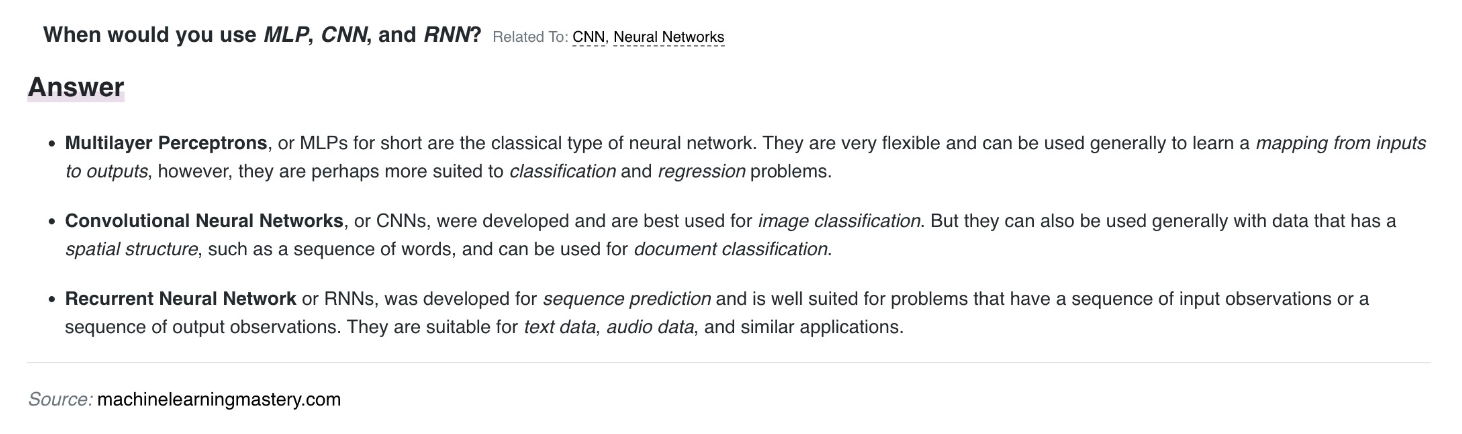 When would you use MLP, CNN, and RNN? Related To: CNN, Neural Networks
Answer
• Multilayer Perceptrons, or MLPs for short are the classical type of neural network. They are very flexible and can be used generally to learn a mapping from inputs
to outputs, however, they are perhaps more suited to classification and regression problems.
• Convolutional Neural Networks, or CNNs, were developed and are best used for image classification. But they can also be used generally with data that has a
spatial structure, such as a sequence of words, and can be used for document classification.
• Recurrent Neural Network or RNNs, was developed for sequence prediction and is well suited for problems that have a sequence of input observations or a
sequence of output observations. They are suitable for text data, audio data, and similar applications.
Source: machinelearningmastery.com